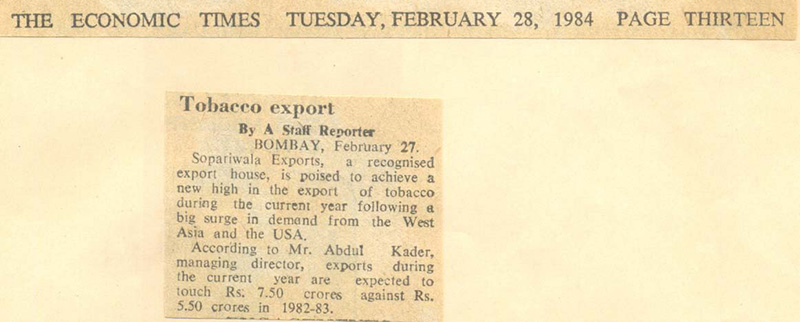 THE ECONOMIC TIMES TUESDAY, FEBRUARY 28, 1984 PAGE THIRTEEN
Tobacco export
By A Staff Reporter
BOMBAY, February 27.
Sopariwala Exports, a recognised
export house, is poised to achieve a
new high in the export of tobacco
during the current year following a
big surge in demand from the West
Asia and the USA.
According to Mr. Abdul Kader,
managing director, exports during
the current year are expected to
touch Rs. 7.50 crores against Rs.
5.50 crores in 1982-83.